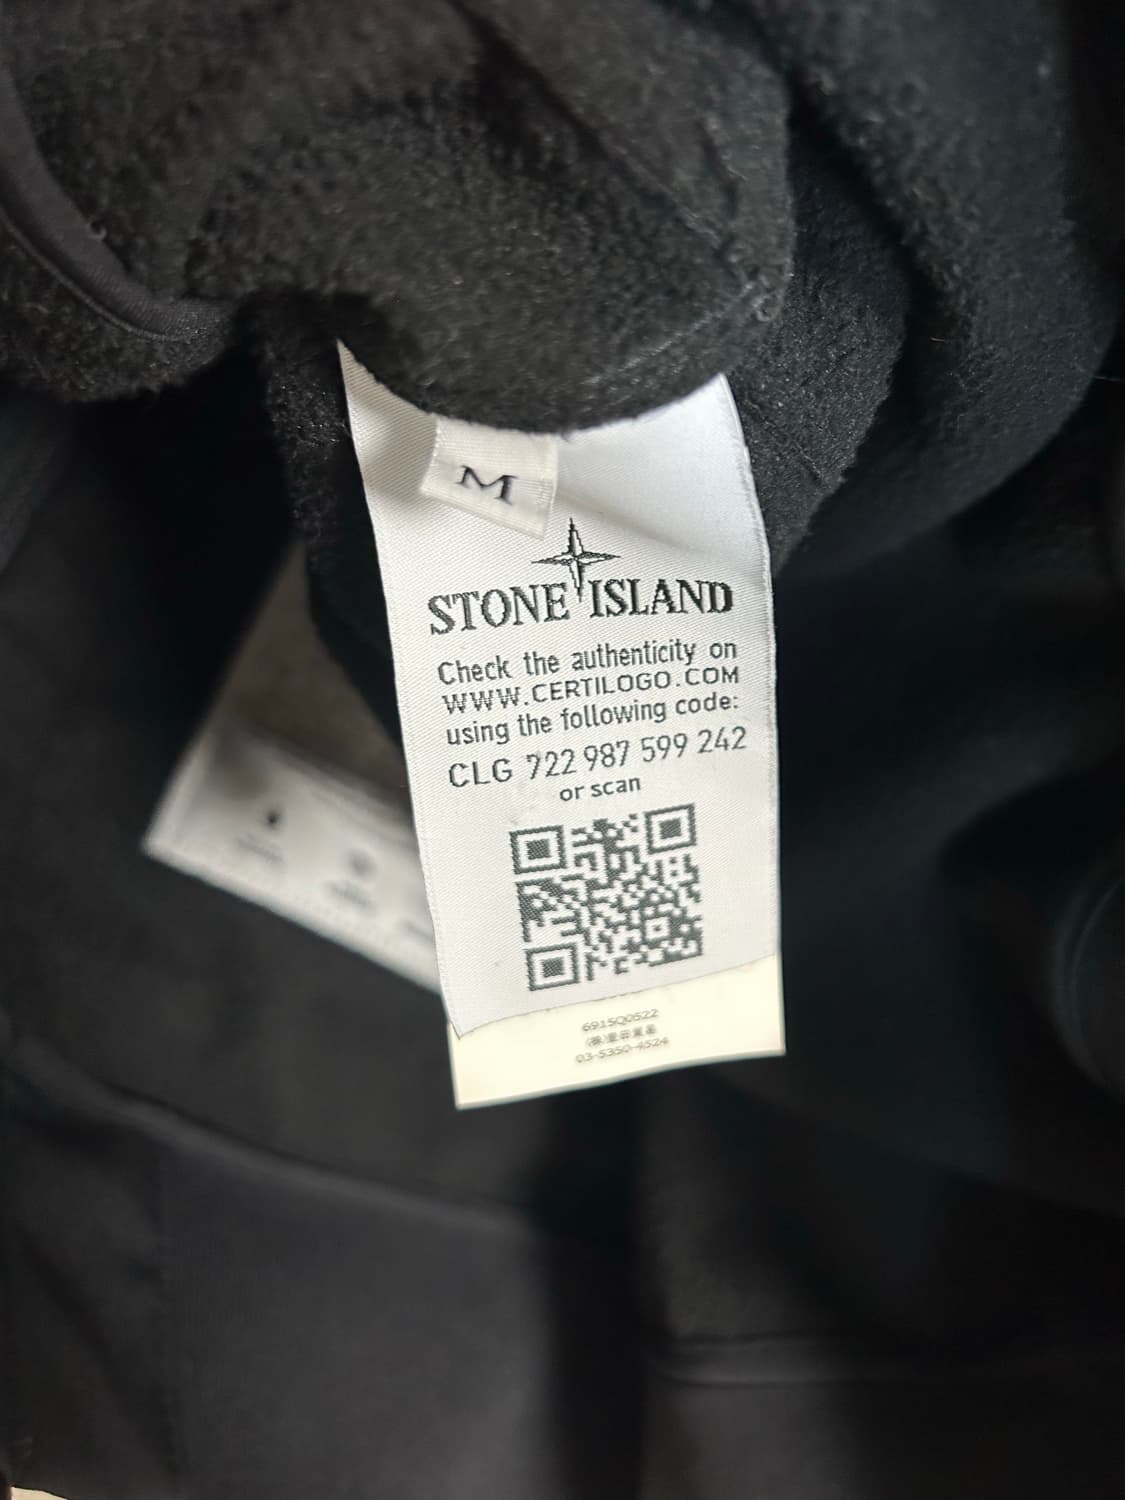 M
STONE ISLAND
Check the authenticity on
WWW.CERTILOGO.COM
using the following code:
CLG 722 987 599 242
or scan
6915Q0522
03-5350-4524